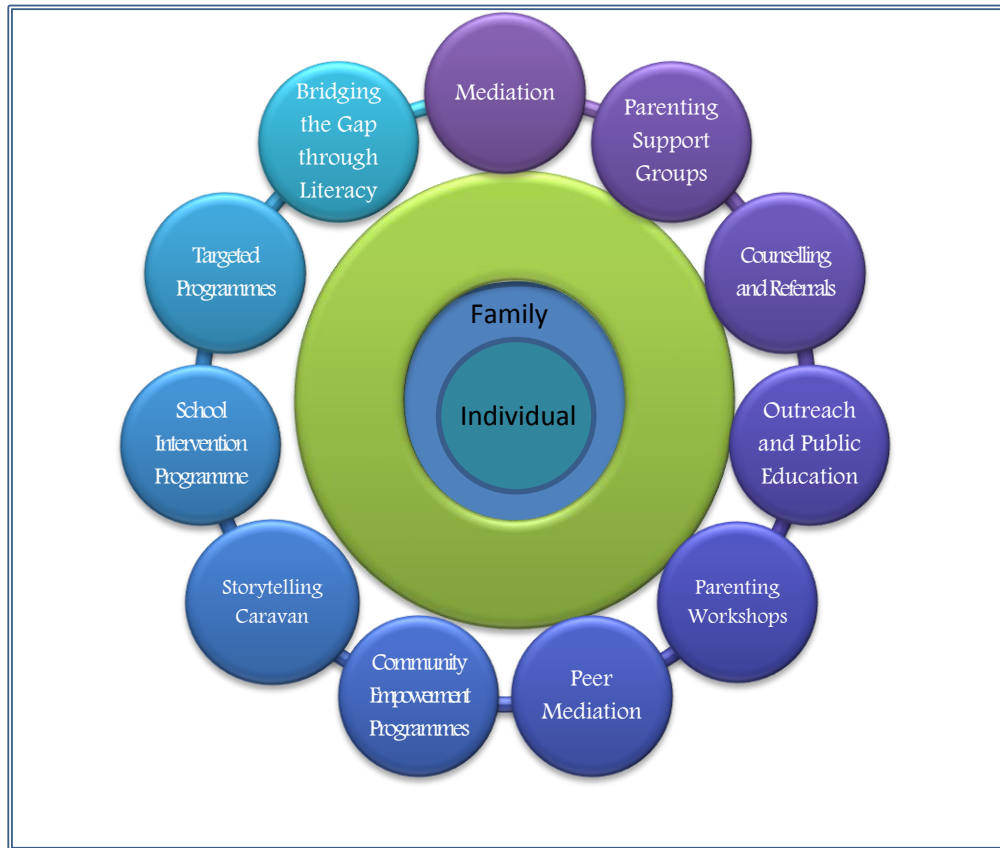 Mediation
Parenting
Support
Groups
Counselling
and Referrals
Outreach
and Public
Education
Parenting
Workshops
Peer
Mediation
Community
Empowerment
Programmes
Storytelling
Caravan
School
Intervention
Programme
Targeted
Programmes
Bridging
the Gap
through
Literacy
Family
Individual